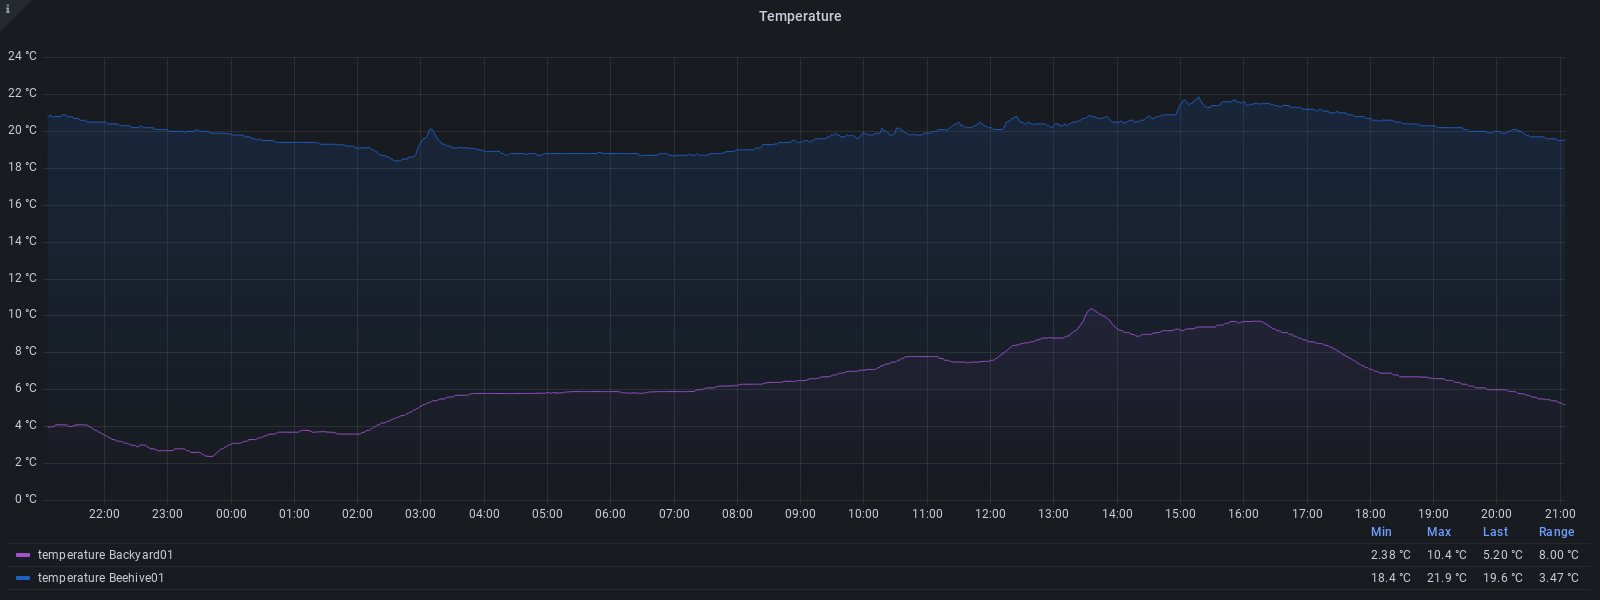 i
Temperature
24 °C
22 °C
20 °C
18 °C
16 °C
14 °C
12 °C
10 °C
8 °C
6 °C
4 °C
2 °C
0 °C
22:00 23:00 00:00 01:00 02:00 03:00 04:00 05:00 06:00 07:00 08:00 09:00 10:00 11:00 12:00 13:00 14:00 15:00 16:00 17:00 18:00 19:00 20:00 21:00
Min Max Last Range
temperature Backyard01 2.38 °C 10.4 °C 5.20 °C 8.00 °C
temperature Beehive01 18.4 °C 21.9 °C 19.6 °C 3.47 °C